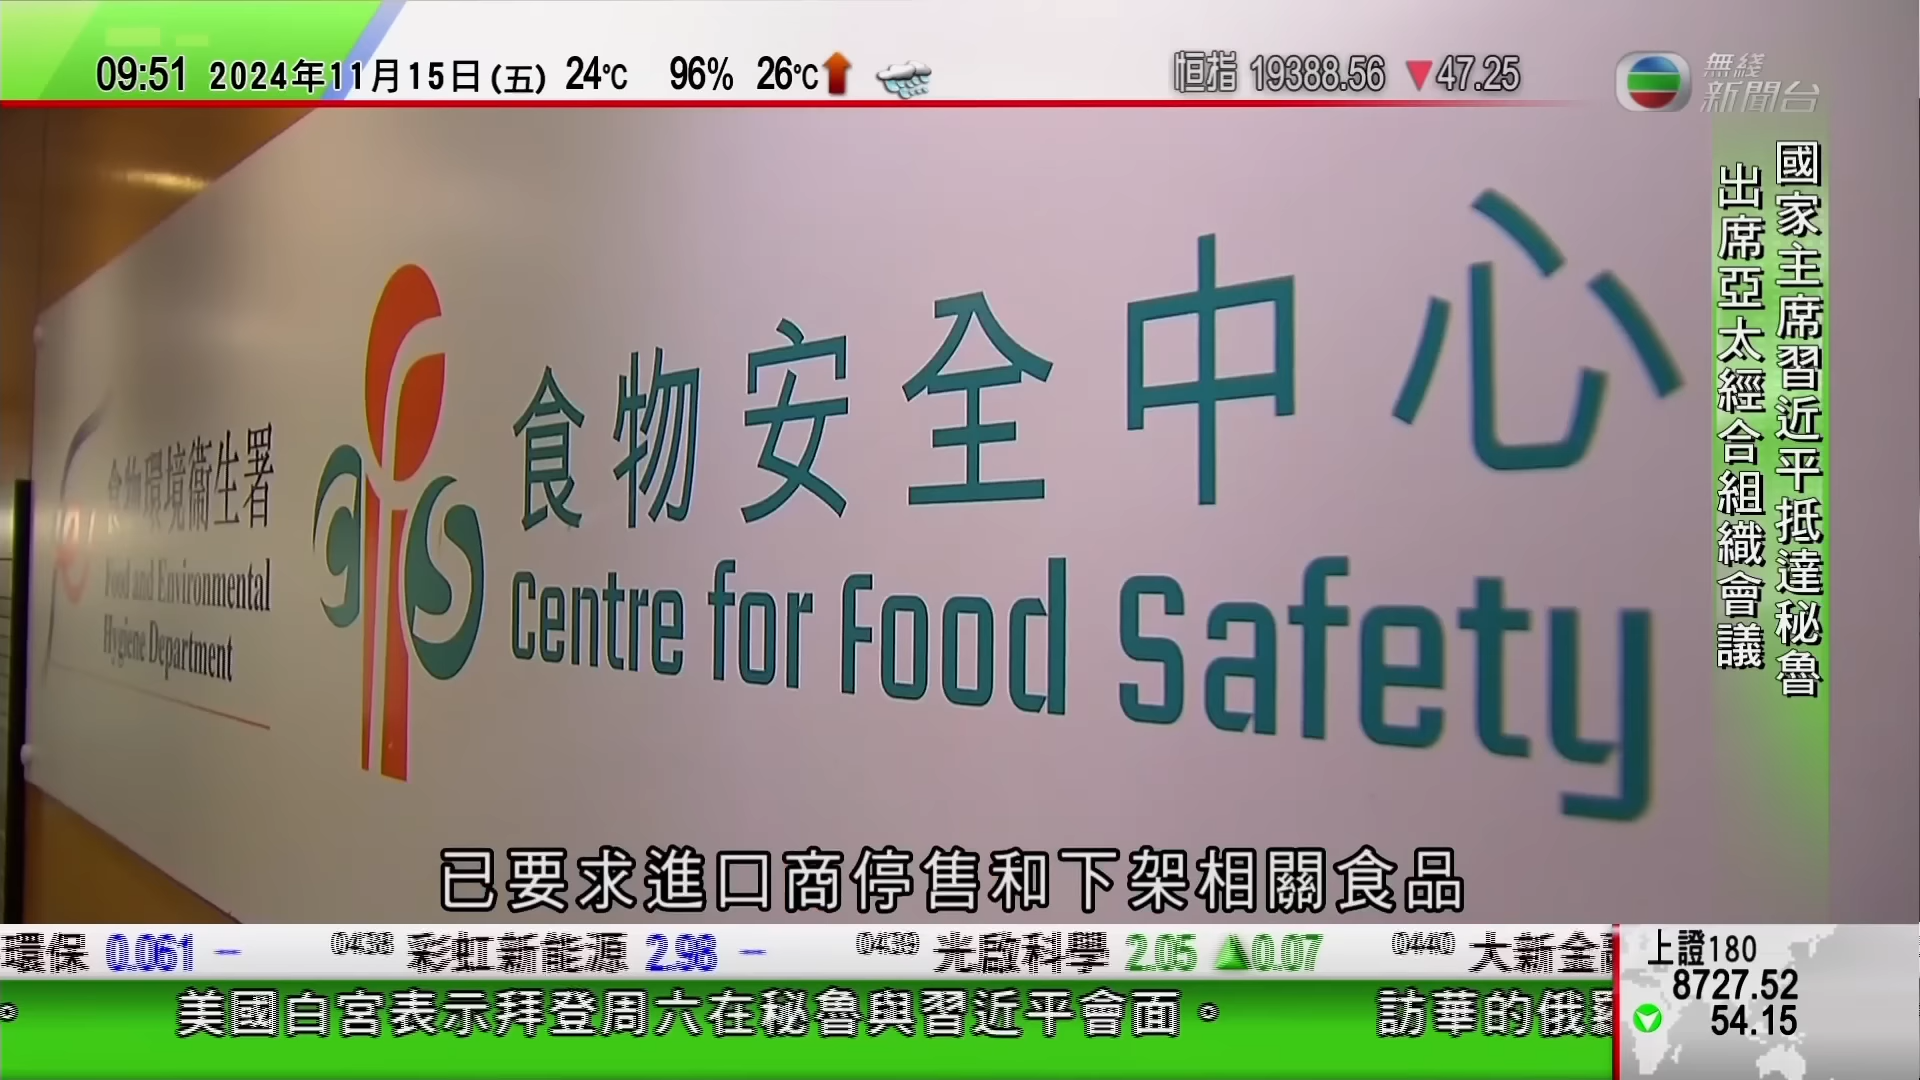 09:51 2024年11月15日(五) 24℃ 96% 26℃
恒指 19388.56 ▼47.25
無綫
新聞台
國家主席習近平抵達秘魯
出席亞太經合組織會議
食物環境衞生署
Food and Environmental
Hygiene Department
食物安全中心
Centre for Food Safety
已要求進口商停售和下架相關食品
環保 0.061 – 0438 彩虹新能源 2.98 – 0439 光啟科學 2.05 ▲0.07 0440 大新金
上證180
8727.52
54.15
。 美國白宮表示拜登周六在秘魯與習近平會面。 訪華的俄